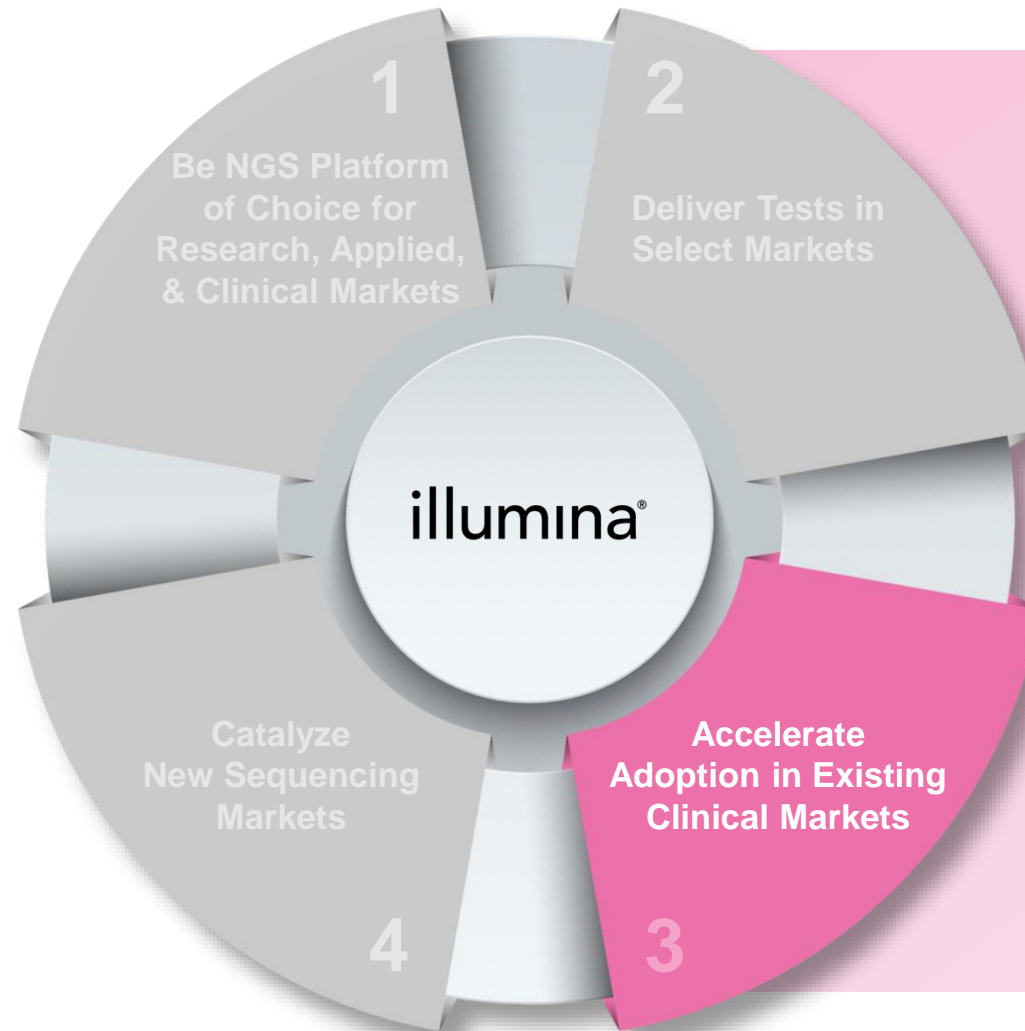 1
Be NGS Platform
of Choice for
Research, Applied,
& Clinical Markets
2
Deliver Tests in
Select Markets
illumina®
Accelerate
Adoption in Existing
Clinical Markets
3
Catalyze
New Sequencing
Markets
4